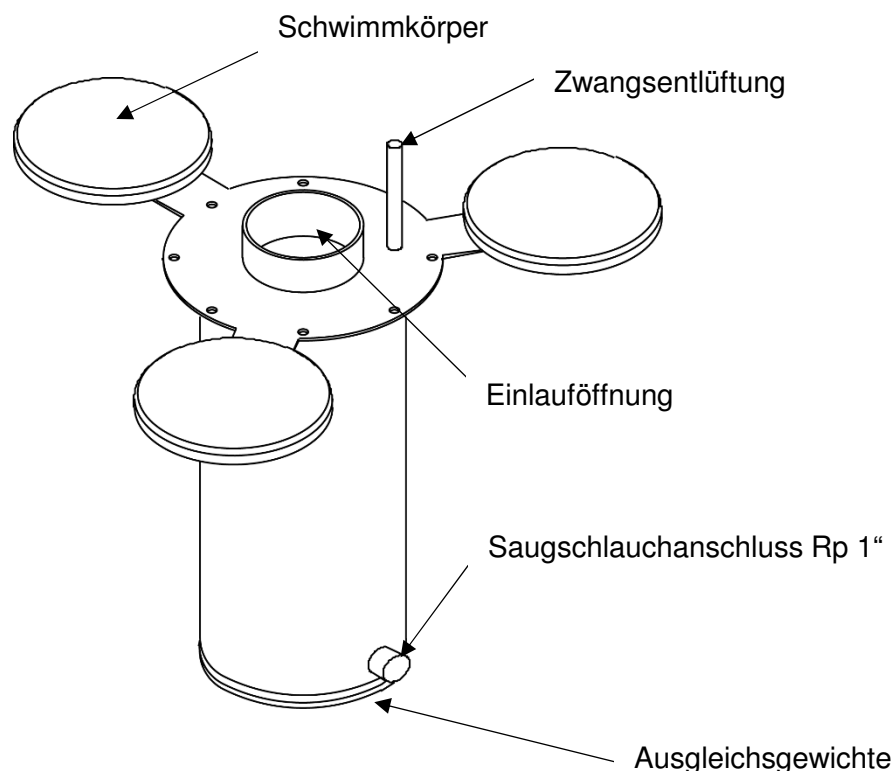 Schwimmkörper
Zwangsentlüftung
Einlauföffnung
Saugschlauchanschluss Rp 1“
Ausgleichsgewichte